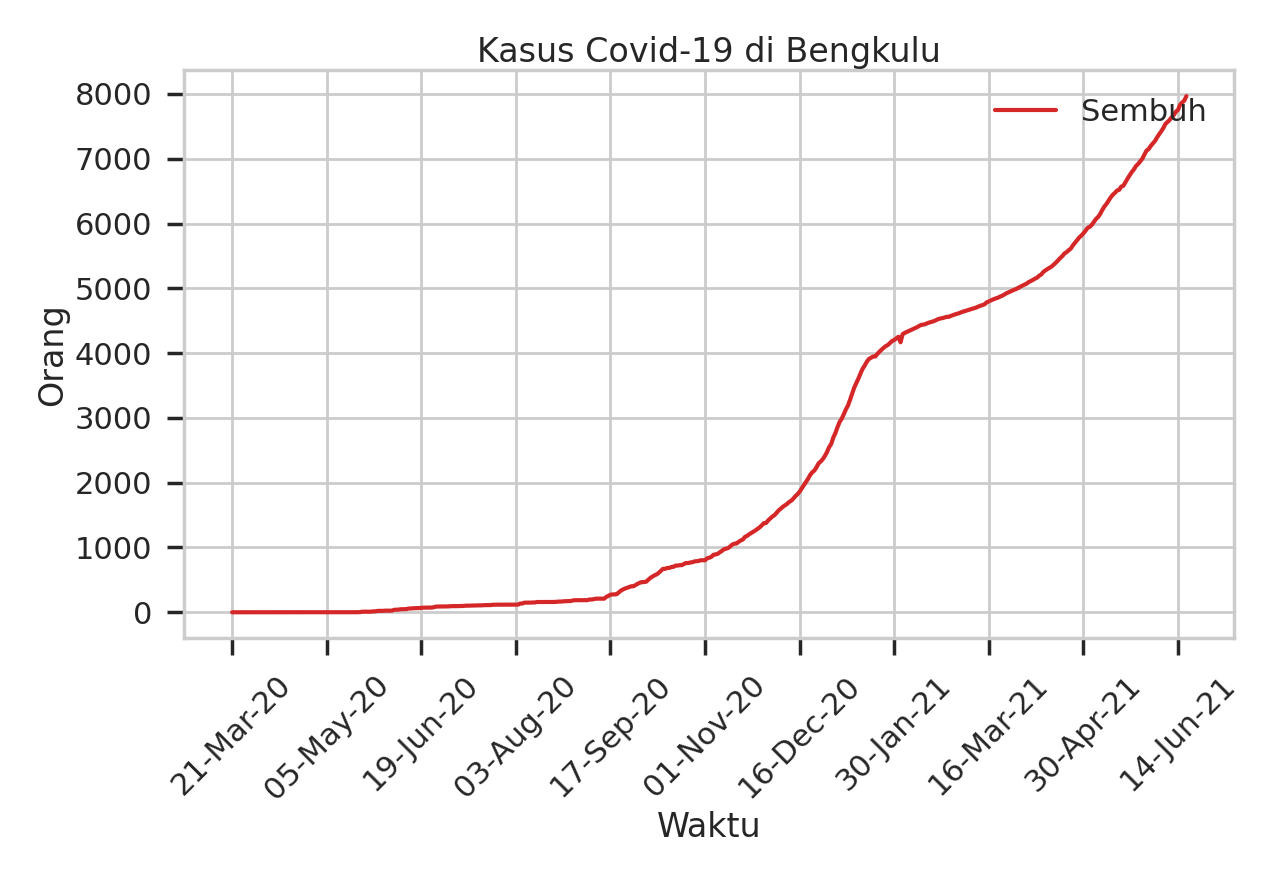 Kasus Covid-19 di Bengkulu
Sembuh
Orang
8000
7000
6000
5000
4000
3000
2000
1000
0
21-Mar-20
05-May-20
19-Jun-20
03-Aug-20
17-Sep-20
01-Nov-20
16-Dec-20
30-Jan-21
16-Mar-21
30-Apr-21
14-Jun-21
Waktu